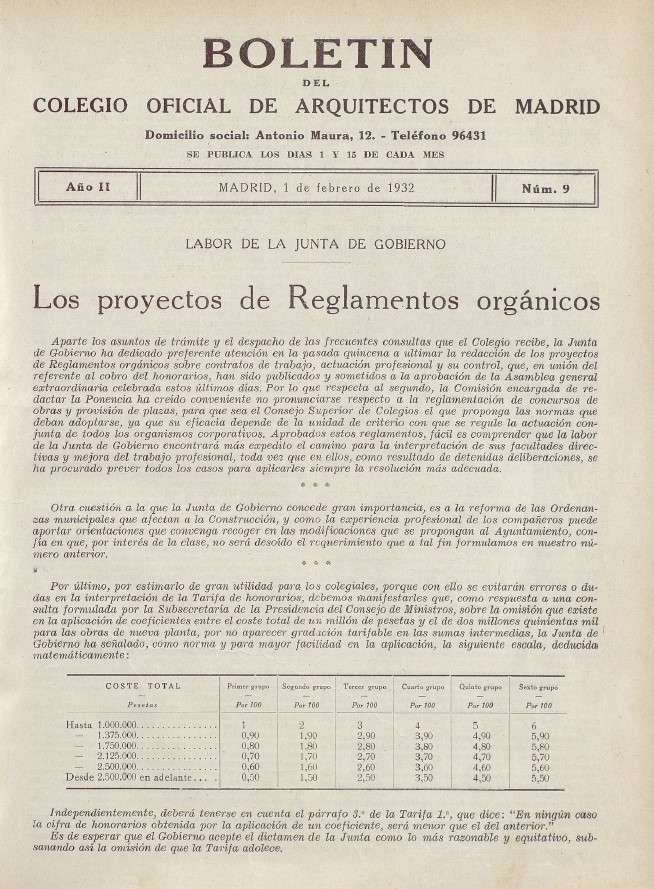 BOLETIN
DEL
COLEGIO OFICIAL DE ARQUITECTOS DE MADRID
Domicilio social: Antonio Maura, 12. - Teléfono 96431
SE PUBLICA LOS DIAS 1 Y 15 DE CADA MES
Año II MADRID, 1 de febrero de 1932 Núm. 9
LABOR DE LA JUNTA DE GOBIERNO
Los proyectos de Reglamentos orgánicos
Aparte los asuntos de trámite y el despacho de las frecuentes consultas que el Colegio recibe, la Junta
de Gobierno ha dedicado preferente atención en la pasada quincena a ultimar la redacción de los proyectos
de Reglamentos orgánicos sobre contratos de trabajo, actuación profesional y su control, que, en unión del
referente al cobro del honorarios, han sido publicados y sometidos a la aprobación de la Asamblea general
extraordinaria celebrada estos últimos días. Por lo que respecta al segundo, la Comisión encargada de re-
dactar la Ponencia ha creído conveniente no pronunciarse respecto a la reglamentación de concursos de
obras y provisión de plazas, para que sea el Consejo Superior de Colegios el que proponga las normas que
deban adoptarse, ya que su eficacia depende de la unidad de criterio con que se regule la actuación con-
junta de todos los organismos corporativos. Aprobados estos reglamentos, fácil es comprender que la labor
de la Junta de Gobierno encontrará más expedito el camino para la interpretación de sus facultades direc-
tivas y mejora del trabajo profesional, toda vez que en ellos, como resultado de detenidas deliberaciones, se
ha procurado prever todos los casos para aplicarles siempre la resolución más adecuada.
* * *
Otra cuestión a la que la Junta de Gobierno concede gran importancia, es a la reforma de las Ordenan-
zas municipales que afectan a la Construcción, y como la experiencia profesional de los compañeros puede
aportar orientaciones que convenga recoger en las modificaciones que se propongan al Ayuntamiento, con-
fía en que, por interés de la clase, no será desoído el requerimiento que a tal fin formulamos en nuestro nú-
mero anterior.
* * *
Por último, por estimarlo de gran utilidad para los colegiales, porque con ello se evitarán errores o du-
das en la interpretación de la Tarifa de honorarios, debemos manifestarles que, como respuesta a una con-
sulta formulada por la Subsecretaría de la Presidencia del Consejo de Ministros, sobre la omisión que existe
en la aplicación de coeficientes entre el coste total de un millón de pesetas y el de dos millones quinientas mil
para las obras de nueva planta, por no aparecer gradación tarifable en las sumas intermedias, la Junta de
Gobierno ha señalado, como norma y para mayor facilidad en la aplicación, la siguiente escala, deducida
matemáticamente:
COSTE TOTAL Primer grupo Segundo grupo Tercer grupo Cuarto grupo Quinto grupo Sexto grupo
— — — — — — —
Pesetas Por 100 Por 100 Por 100 Por 100 Por 100 Por 100
Hasta 1.000.000................ 1 2 3 4 5 6
— 1.375.000................ 0,90 1,90 2,90 3,90 4,90 5,90
— 1.750.000................ 0,80 1,80 2,80 3,80 4,80 5,80
— 2.125.000................ 0,70 1,70 2,70 3,70 4,70 5,70
— 2.500.000................ 0,60 1,60 2,60 3,60 4,60 5,60
Desde 2.500.000 en adelante.... 0,50 1,50 2,50 3,50 4,50 5,50
Independientemente, deberá tenerse en cuenta el párrafo 3.º de la Tarifa 1.ª, que dice: "En ningún caso
la cifra de honorarios obtenida por la aplicación de un coeficiente, será menor que el del anterior."
Es de esperar que el Gobierno acepte el dictamen de la Junta como lo más razonable y equitativo, sub-
sanando así la omisión de que la Tarifa adolece.